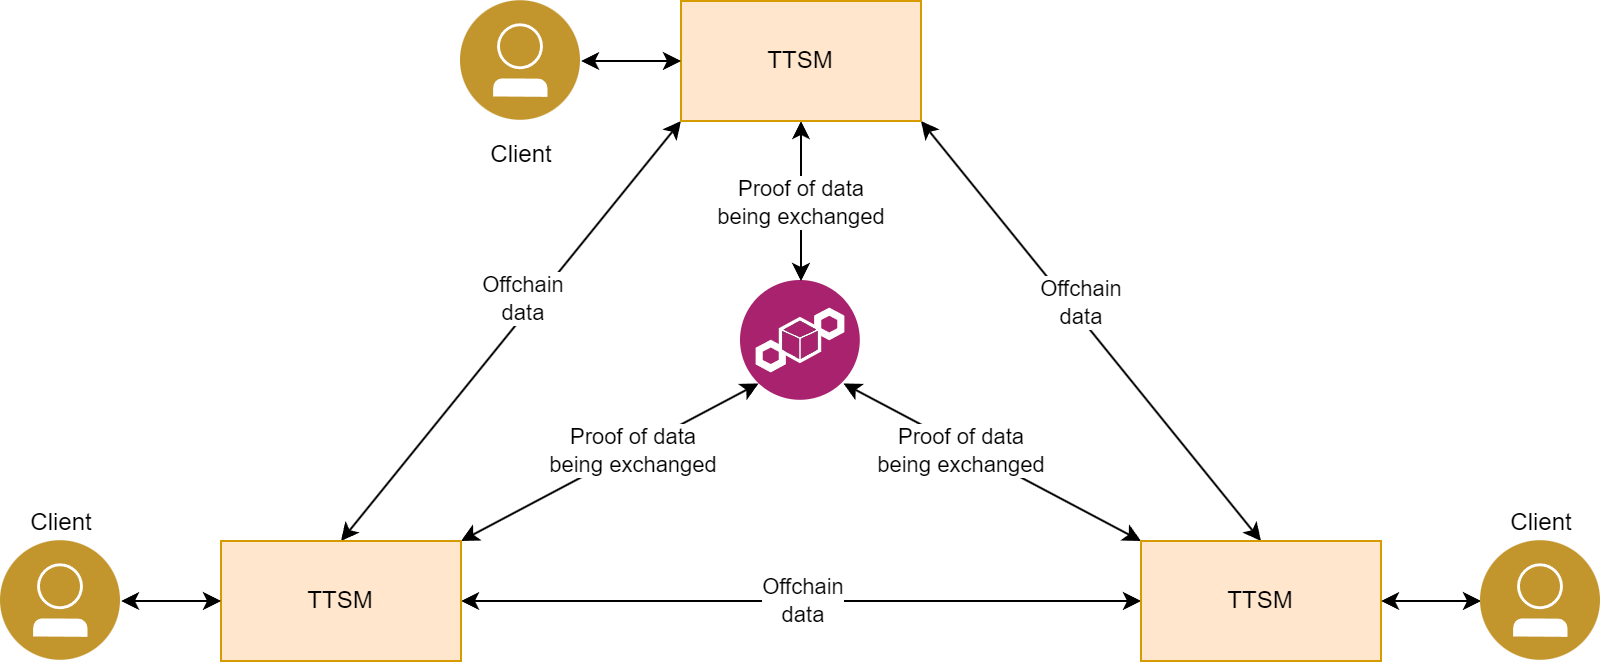 TTSM
Client
Proof of data
being exchanged
Offchain
data
Offchain
data
Proof of data
being exchanged
Proof of data
being exchanged
Client
Client
TTSM
Offchain
data
TTSM